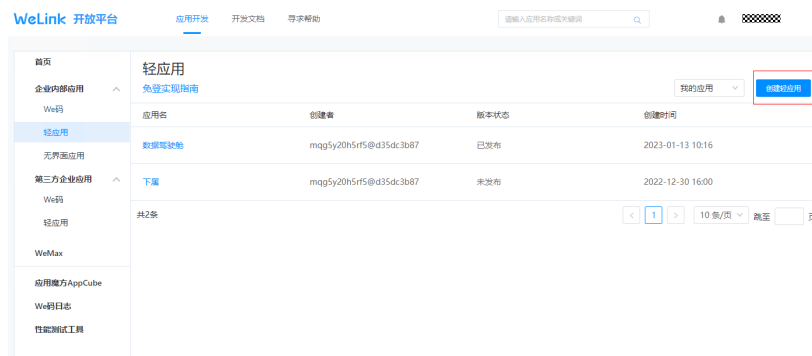 WeLink 开放平台 应用开发 开发文档 寻求帮助 请输入应用名称或关键词
首页
企业内部应用
We码
轻应用
无界面应用
第三方企业应用
We码
轻应用
WeMax
应用魔方AppCube
We码日志
性能测试工具
轻应用
免登实现指南 我的应用 创建轻应用
应用名 创建者 版本状态 创建时间
数据驾驶舱 mqg5y20h5rf5@d35dc3b87 已发布 2023-01-13 10:16
下属 mqg5y20h5rf5@d35dc3b87 未发布 2022-12-30 16:00
共2条 < 1 > 10 条/页 跳至 页